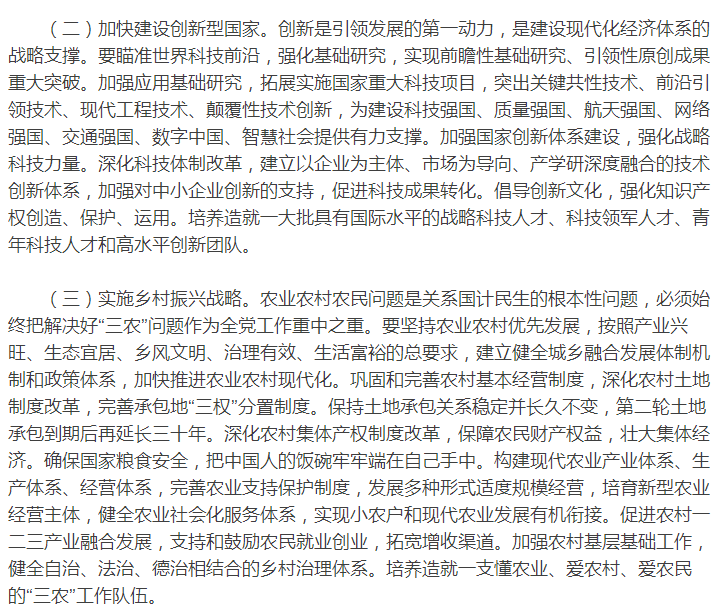 （二）加快建设创新型国家。创新是引领发展的第一动力，是建设现代化经济体系的
战略支撑。要瞄准世界科技前沿，强化基础研究，实现前瞻性基础研究、引领性原创成果
重大突破。加强应用基础研究，拓展实施国家重大科技项目，突出关键共性技术、前沿引
领技术、现代工程技术、颠覆性技术创新，为建设科技强国、质量强国、航天强国、网络
强国、交通强国、数字中国、智慧社会提供有力支撑。加强国家创新体系建设，强化战略
科技力量。深化科技体制改革，建立以企业为主体、市场为导向、产学研深度融合的技术
创新体系，加强对中小企业创新的支持，促进科技成果转化。倡导创新文化，强化知识产
权创造、保护、运用。培养造就一大批具有国际水平的战略科技人才、科技领军人才、青
年科技人才和高水平创新团队。
（三）实施乡村振兴战略。农业农村农民问题是关系国计民生的根本性问题，必须始
终把解决好“三农”问题作为全党工作重中之重。要坚持农业农村优先发展，按照产业兴
旺、生态宜居、乡风文明、治理有效、生活富裕的总要求，建立健全城乡融合发展体制机
制和政策体系，加快推进农业农村现代化。巩固和完善农村基本经营制度，深化农村土地
制度改革，完善承包地“三权”分置制度。保持土地承包关系稳定并长久不变，第二轮土地
承包到期后再延长三十年。深化农村集体产权制度改革，保障农民财产权益，壮大集体经
济。确保国家粮食安全，把中国人的饭碗牢牢端在自己手中。构建现代农业产业体系、生
产体系、经营体系，完善农业支持保护制度，发展多种形式适度规模经营，培育新型农业
经营主体，健全农业社会化服务体系，实现小农户和现代农业发展有机衔接。促进农村一
二三产业融合发展，支持和鼓励农民就业创业，拓宽增收渠道。加强农村基层基础工作，
健全自治、法治、德治相结合的乡村治理体系。培养造就一支懂农业、爱农村、爱农民
的“三农”工作队伍。